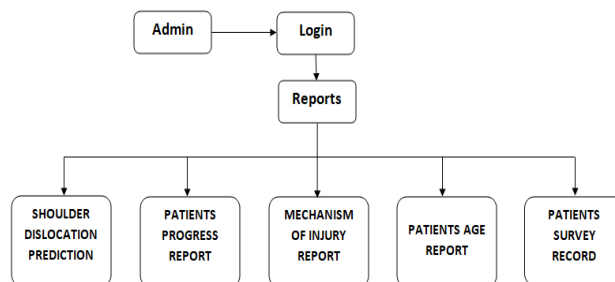 Admin
Login
Reports
SHOULDER
DISLOCATION
PREDICTION
PATIENTS
PROGRESS
REPORT
MECHANISM
OF INJURY
REPORT
PATIENTS AGE
REPORT
PATIENTS
SURVEY
RECORD